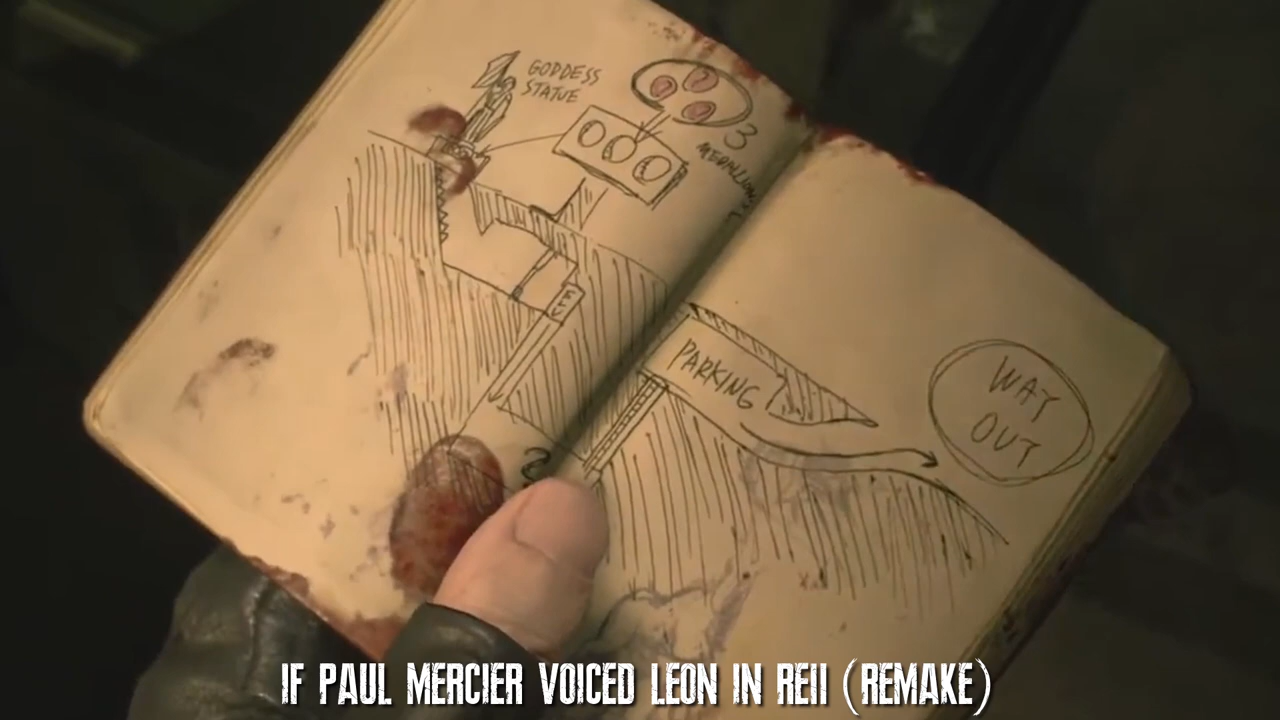 GODDESS
STATUE
3
MEDALLIONS
PARKING
WAY
OUT
IF PAUL MERCIER VOICED LEON IN REII (REMAKE)